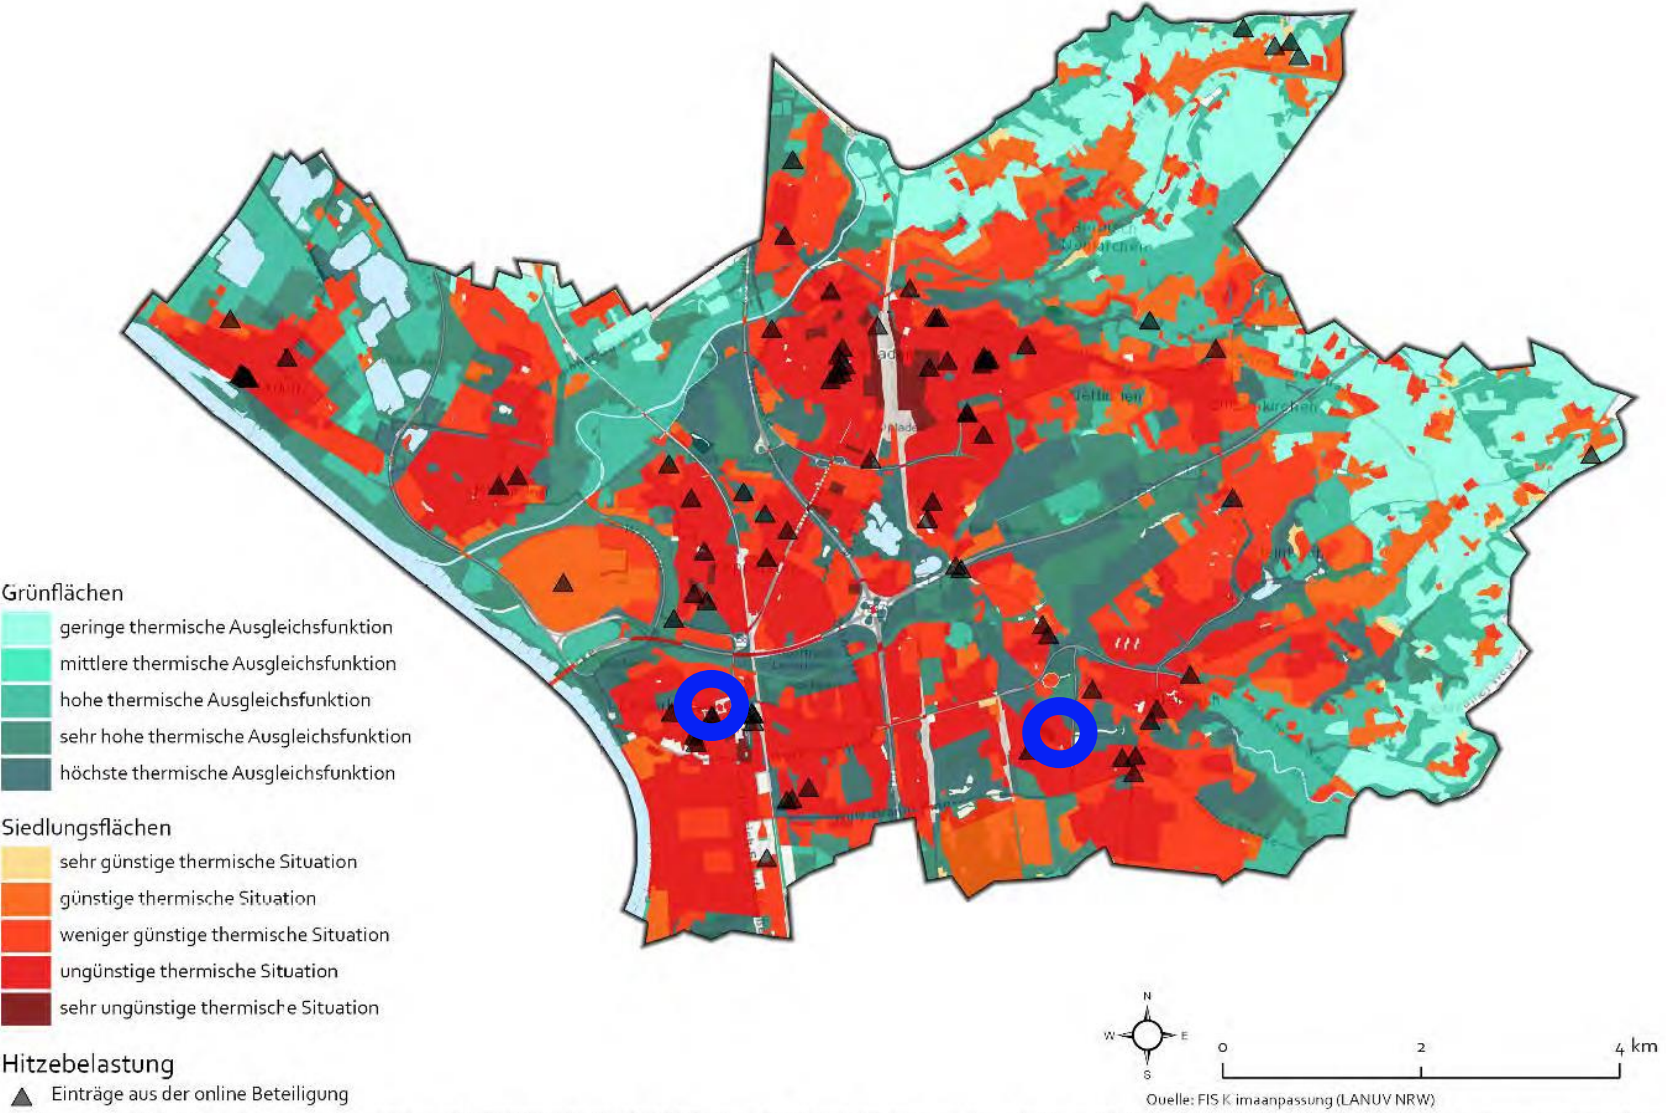 Grünflächen
geringe thermische Ausgleichsfunktion
mittlere thermische Ausgleichsfunktion
hohe thermische Ausgleichsfunktion
sehr hohe thermische Ausgleichsfunktion
höchste thermische Ausgleichsfunktion
Siedlungsflächen
sehr günstige thermische Situation
günstige thermische Situation
weniger günstige thermische Situation
ungünstige thermische Situation
sehr ungünstige thermische Situation
Hitzebelastung
Einträge aus der online Beteiligung
N
W E
S
0 2 4 km
Quelle: FIS K imaanpassung (LANUV NRW)